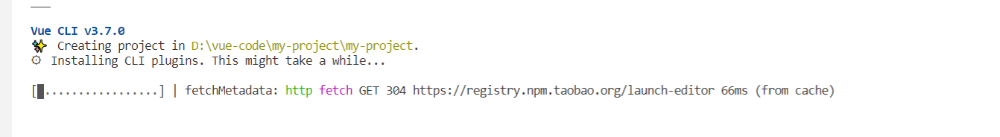 Vue CLI v3.7.0
✨ Creating project in D:\vue-code\my-project\my-project.
⚙ Installing CLI plugins. This might take a while...
[█.................] | fetchMetadata: http fetch GET 304 https://registry.npm.taobao.org/launch-editor 66ms (from cache)